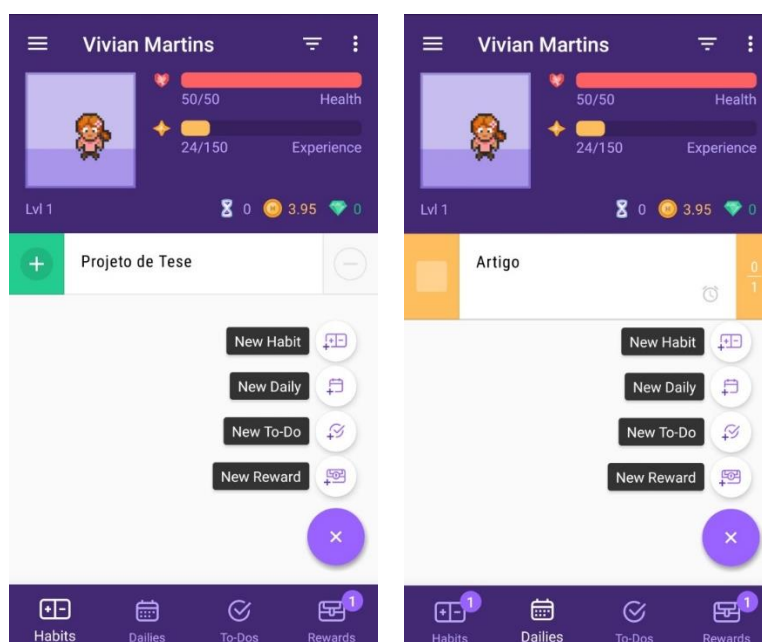 Vivian Martins
50/50 Health
24/150 Experience
Lvl 1 0 3.95 0
Projeto de Tese
New Habit
New Daily
New To-Do
New Reward
1
Habits Dailies To-Dos Rewards
Vivian Martins
50/50 Health
24/150 Experience
Lvl 1 0 3.95 0
Artigo
0
1
New Habit
New Daily
New To-Do
New Reward
1 1
Habits Dailies To-Dos Rewards